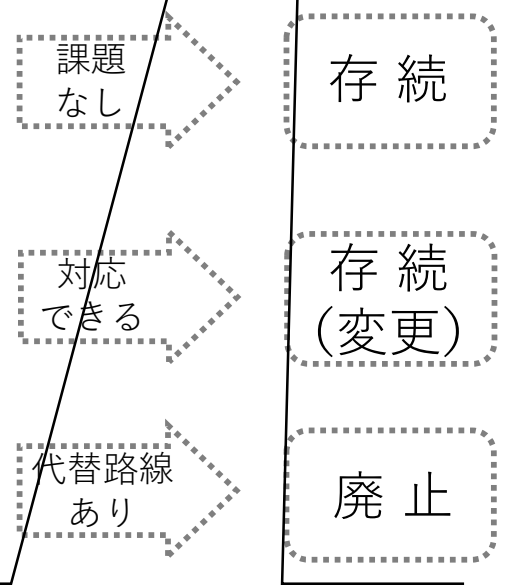 課題
なし
存 続
対応
できる
存 続
（変更）
代替路線
あり
廃 止